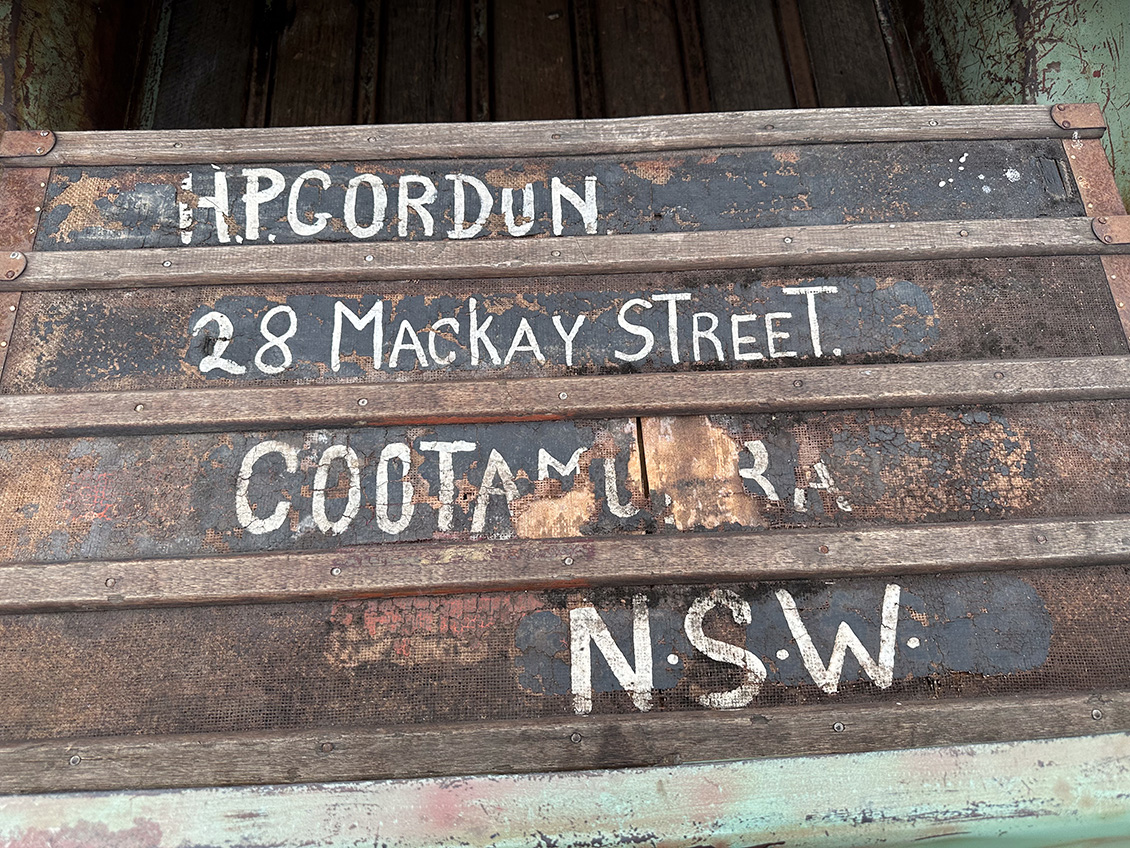 H.P.GORDUN.
28 MACKAY STREET.
COOTAMUNDRA
N.S.W.